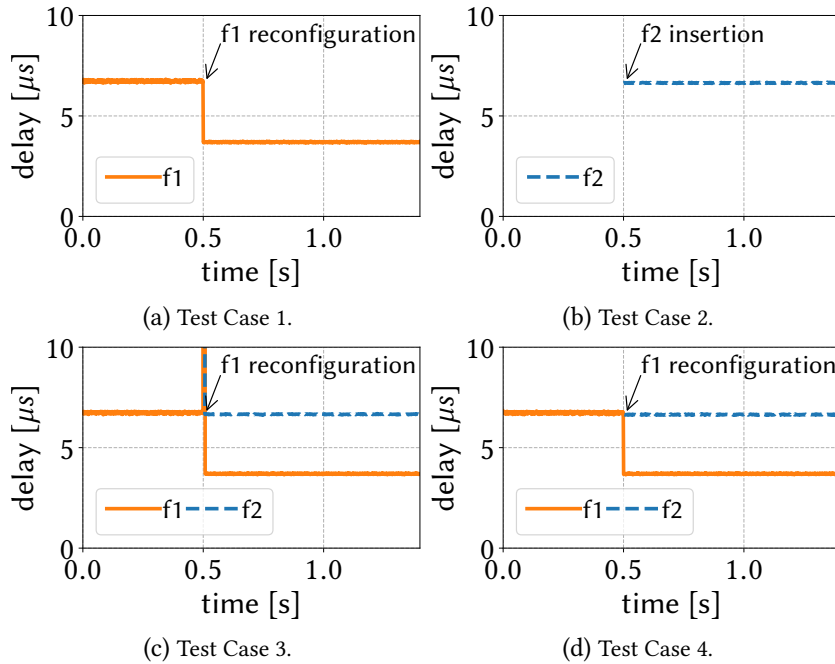 10
f1 reconfiguration
delay [µs]
5
f1
0
0.0 0.5 1.0
time [s]
(a) Test Case 1.
10
f2 insertion
delay [µs]
5
f2
0
0.0 0.5 1.0
time [s]
(b) Test Case 2.
10
f1 reconfiguration
delay [µs]
5
f1 f2
0
0.0 0.5 1.0
time [s]
(c) Test Case 3.
10
f1 reconfiguration
delay [µs]
5
f1 f2
0
0.0 0.5 1.0
time [s]
(d) Test Case 4.